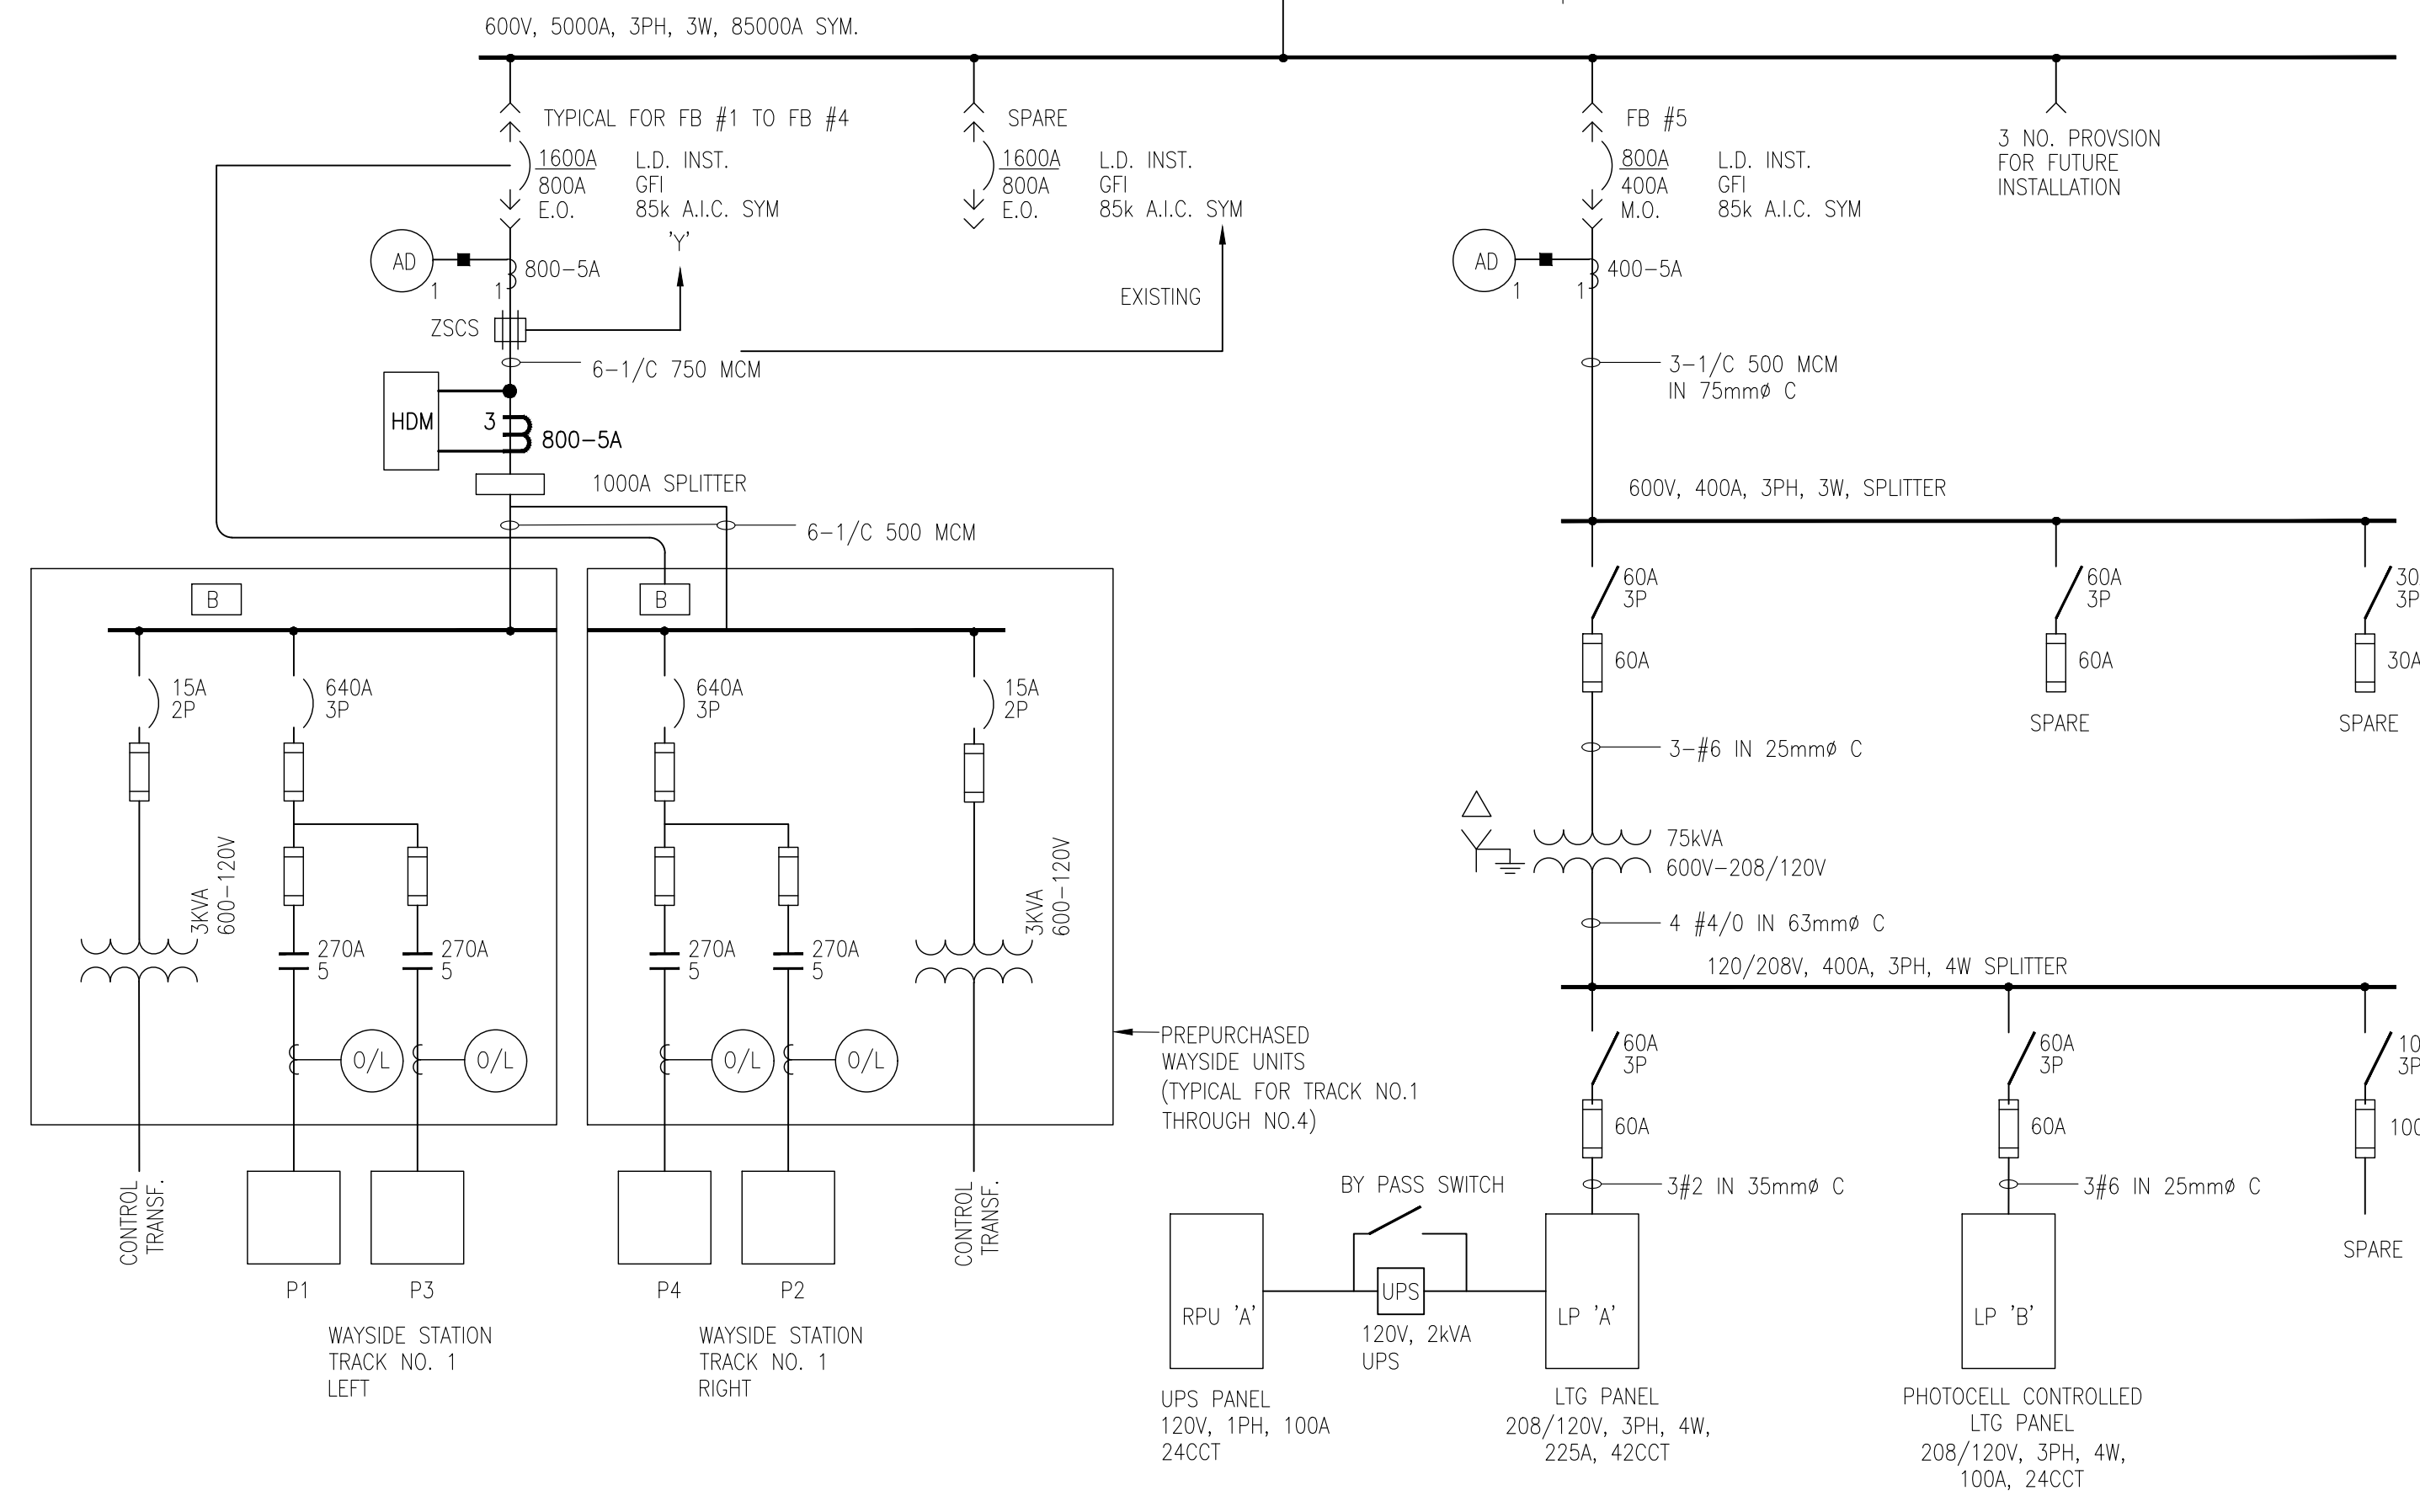 600V, 5000A, 3PH, 3W, 85000A SYM.
TYPICAL FOR FB #1 TO FB #4
1600A
800A
E.O.
L.D. INST.
GFI
85k A.I.C. SYM
SPARE
1600A
800A
E.O.
L.D. INST.
GFI
85k A.I.C. SYM
FB #5
800A
400A
M.O.
L.D. INST.
GFI
85k A.I.C. SYM
3 NO. PROVSION
FOR FUTURE
INSTALLATION
'Y'
AD
1
1
800-5A
ZSCS
EXISTING
6-1/C 750 MCM
HDM
3
800-5A
1000A SPLITTER
6-1/C 500 MCM
AD
1
1
400-5A
3-1/C 500 MCM
IN 75mmø C
600V, 400A, 3PH, 3W, SPLITTER
60A
3P
60A
60A
3P
60A
SPARE
30
3P
30A
SPARE
3-#6 IN 25mmø C
75kVA
600V-208/120V
4 #4/0 IN 63mmø C
120/208V, 400A, 3PH, 4W SPLITTER
B
15A
2P
640A
3P
3KVA
600-120V
270A
5
270A
5
O/L
O/L
B
640A
3P
15A
2P
3KVA
600-120V
270A
5
270A
5
O/L
O/L
PREPURCHASED
WAYSIDE UNITS
(TYPICAL FOR TRACK NO.1
THROUGH NO.4)
CONTROL
TRANSF.
P1
P3
WAYSIDE STATION
TRACK NO. 1
LEFT
P4
P2
CONTROL
TRANSF.
WAYSIDE STATION
TRACK NO. 1
RIGHT
60A
3P
60A
3#2 IN 35mmø C
60A
3P
60A
3#6 IN 25mmø C
10
3P
100
SPARE
BY PASS SWITCH
RPU 'A'
UPS
120V, 2kVA
UPS
LP 'A'
LP 'B'
UPS PANEL
120V, 1PH, 100A
24CCT
LTG PANEL
208/120V, 3PH, 4W,
225A, 42CCT
PHOTOCELL CONTROLLED
LTG PANEL
208/120V, 3PH, 4W,
100A, 24CCT